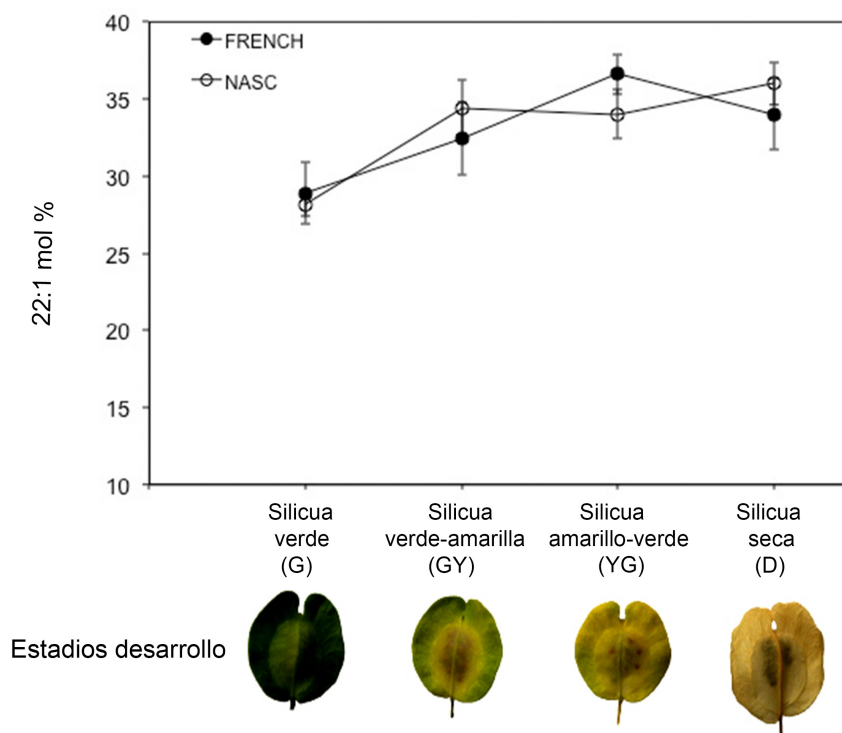 40
FRENCH
NASC
35
30
25
20
15
10
22:1 mol %
Silicua verde (G)
Silicua verde-amarilla (GY)
Silicua amarillo-verde (YG)
Silicua seca (D)
Estadios desarrollo